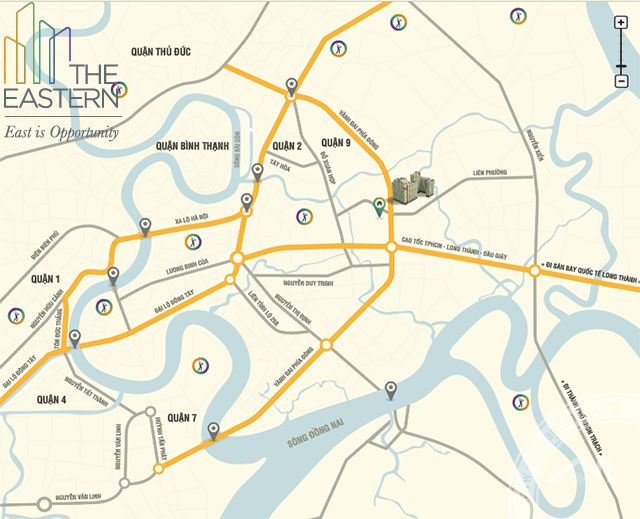 THE
EASTERN
East is Opportunity
QUẬN THỦ ĐỨC
QUẬN BÌNH THẠNH
QUẬN 2
QUẬN 9
TÂY HÒA
ĐỖ XUÂN HỢP
VÀNH ĐAI PHÍA ĐÔNG
NGUYỄN XIỂN
LIÊN PHƯỜNG
XA LỘ HÀ NỘI
ĐIỆN BIÊN PHỦ
QUẬN 1
NGUYỄN HỮU CẢNH
TÔN ĐỨC THẮNG
LƯƠNG ĐỊNH CỦA
ĐẠI LỘ ĐÔNG TÂY
CAO TỐC TPHCM - LONG THÀNH - DẦU GIÂY
ĐI SÂN BAY QUỐC TẾ LONG THÀNH
NGUYỄN DUY TRINH
NGUYỄN THỊ ĐỊNH
LIÊN TỈNH LỘ 25B
ĐẠI LỘ ĐÔNG TÂY
VÀNH ĐAI PHÍA ĐÔNG
NGUYỄN TẤT THÀNH
QUẬN 4
QUẬN 7
HUỲNH TẤN PHÁT
NGUYỄN VĂN LINH
NGUYỄN VĂN LINH
SÔNG ĐỒNG NAI
ĐI THÀNH PHỐ NHƠN TRẠCH